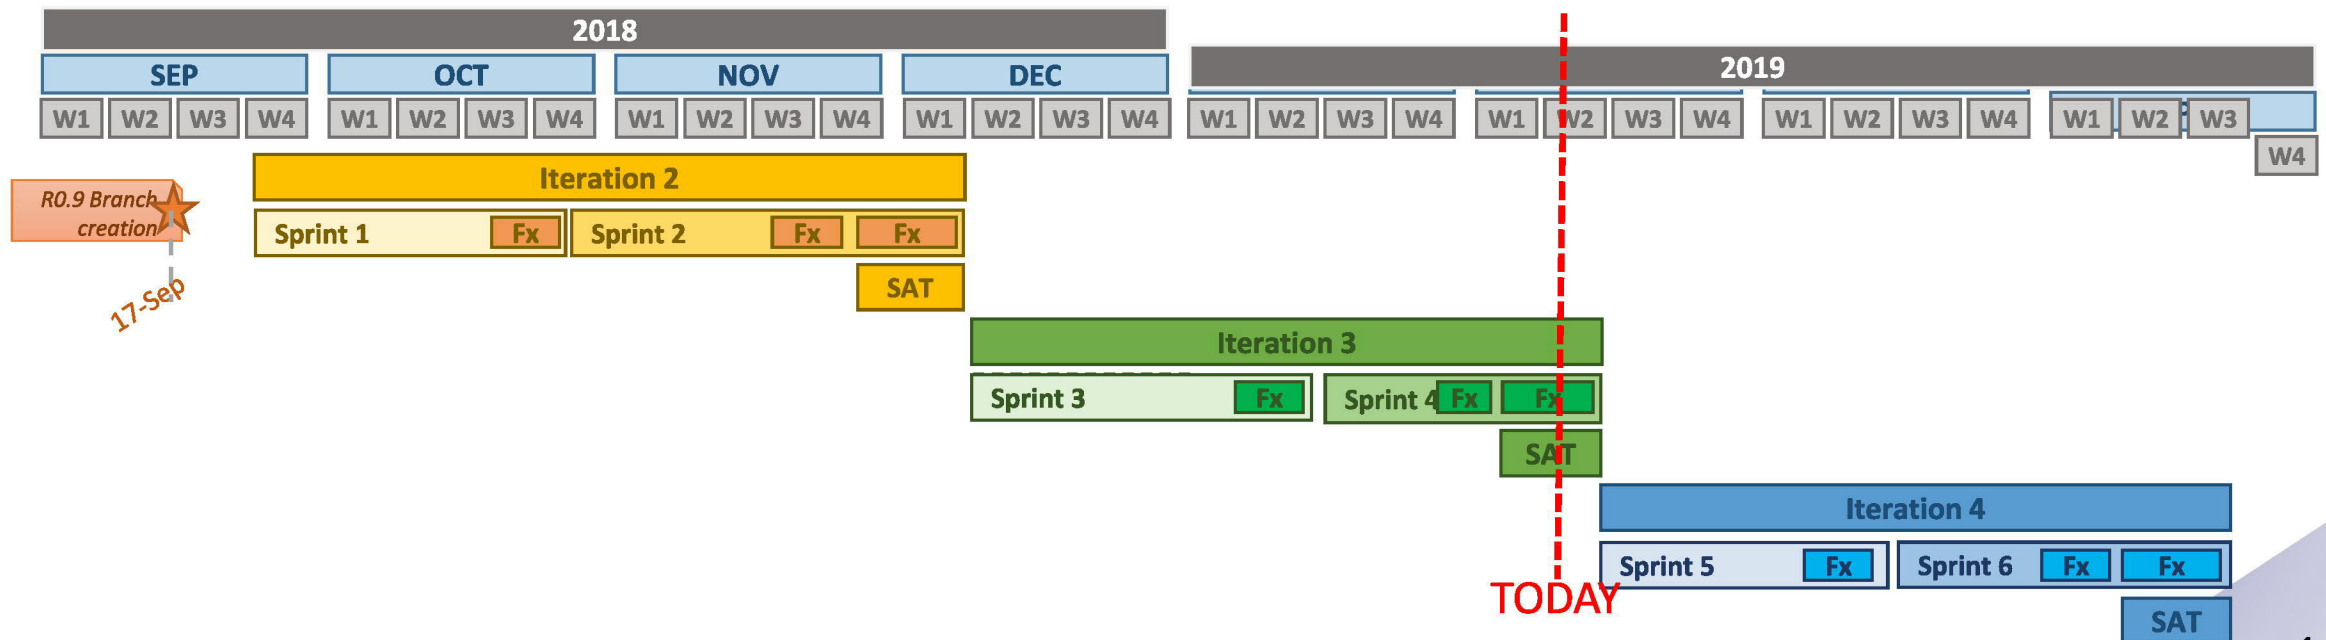 2018
2019
SEP OCT NOV DEC
W1 W2 W3 W4 W1 W2 W3 W4 W1 W2 W3 W4 W1 W2 W3 W4 W1 W2 W3 W4 W1 W2 W3 W4 W1 W2 W3 W4 W1 W2 W3
W4
Iteration 2
R0.9 Branch
creation
Sprint 1 Fx Sprint 2 Fx Fx
17-Sep
SAT
Iteration 3
Sprint 3 Fx Sprint 4 Fx Fx
SAT
Iteration 4
Sprint 5 Fx Sprint 6 Fx Fx
TODAY
SAT